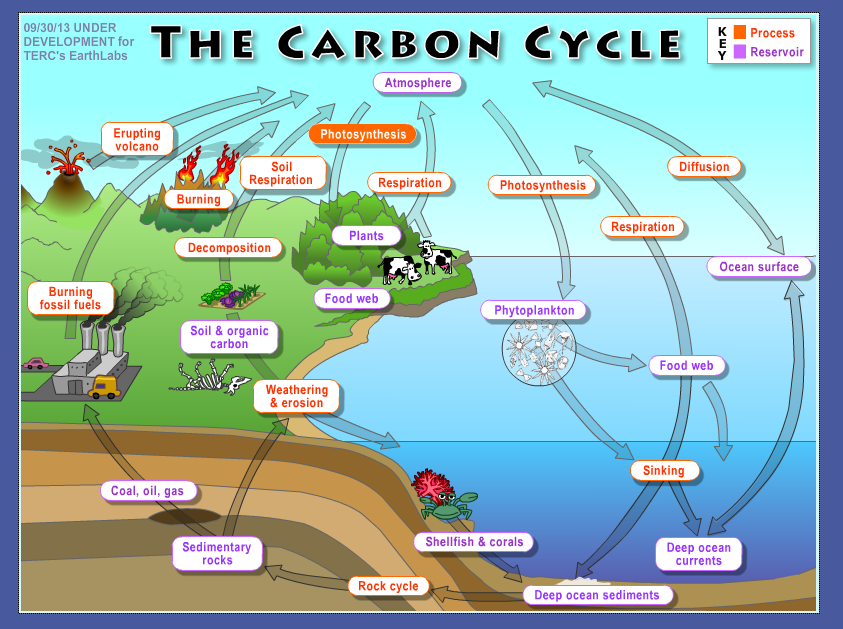 09/30/13 UNDER
DEVELOPMENT for
TERC's EarthLabs
THE CARBON CYCLE
KEY
Process
Reservoir
Atmosphere
Erupting
volcano
Photosynthesis
Soil
Respiration
Burning
Respiration
Photosynthesis
Diffusion
Plants
Respiration
Decomposition
Ocean surface
Burning
fossil fuels
Food web
Phytoplankton
Soil & organic
carbon
Food web
Weathering
& erosion
Sinking
Coal, oil, gas
Shellfish & corals
Sedimentary
rocks
Deep ocean
currents
Rock cycle
Deep ocean sediments